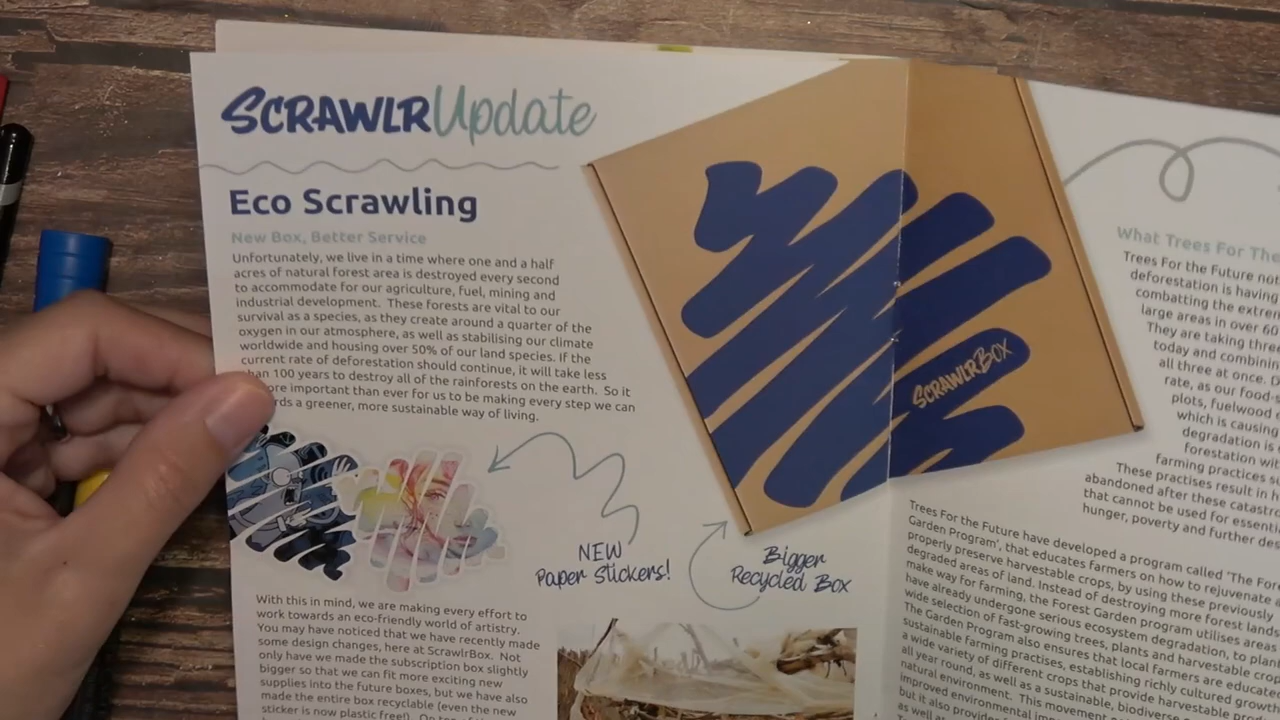 SCRAWLR Update
Eco Scrawling
New Box, Better Service
Unfortunately, we live in a time where one and a half
acres of natural forest area is destroyed every second
to accommodate for our agriculture, fuel, mining and
industrial development. These forests are vital to our
survival as a species, as they create around a quarter of the
oxygen in our atmosphere, as well as stabilising our climate
worldwide and housing over 50% of our land species. If the
current rate of deforestation should continue, it will take less
than 100 years to destroy all of the rainforests on the earth. So it
ore important than ever for us to be making every step we can
rds a greener, more sustainable way of living.
NEW
Paper Stickers!
Bigger
Recycled Box
SCRAWLRBOX
With this in mind, we are making every effort to
work towards an eco-friendly world of artistry.
You may have noticed that we have recently made
some design changes, here at ScrawlrBox. Not
only have we made the subscription box slightly
bigger so that we can fit more exciting new
supplies into the future boxes, but we have also
made the entire box recyclable (even the new
sticker is now plastic free!). On top of
What Trees For The
Trees For the Future not
deforestation is having
combatting the extrem
large areas in over 60
They are taking three
today and combinin
all three at once. D
rate, as our food-s
plots, fuelwood f
which is causing
degradation is
forestation wit
farming practices s
These practises result in h
abandoned after these catastro
that cannot be used for essenti
hunger, poverty and further des
Trees For the Future have developed a program called 'The For
Garden Program', that educates farmers on how to rejuvenate a
properly preserve harvestable crops, by using these previously
degraded areas of land. Instead of destroying more forest lands
make way for farming, the Forest Garden program utilises areas
have already undergone serious ecosystem degradation, to plan
wide selection of fast-growing trees, plants and harvestable crop
The Garden Program also ensures that local farmers are educate
sustainable farming practises, establishing richly cultured growth
a wide variety of different crops that provide harvestable
all year round, as well as a sustainable, biodiverse
natural environment. This movement
improved environmental
but it also provide
as well a